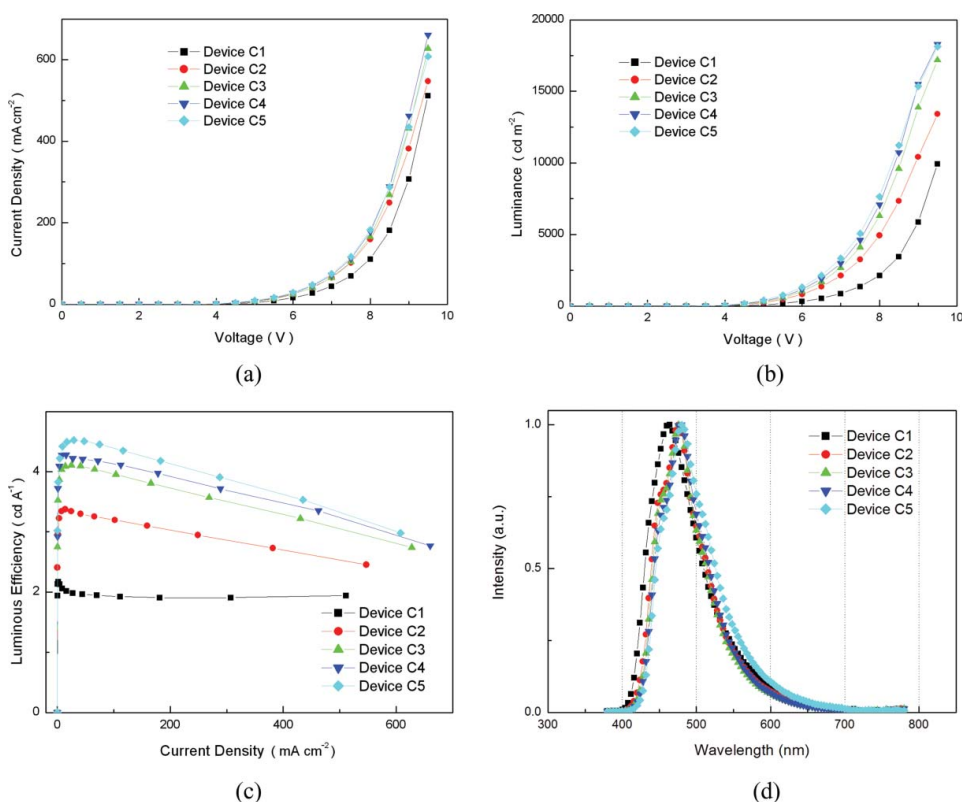 Current Density ( mA cm⁻²)
600
400
200
0
Device C1
Device C2
Device C3
Device C4
Device C5
0 2 4 6 8 10
Voltage ( V )
(a)
Luminance ( cd m⁻²)
20000
15000
10000
5000
0
Device C1
Device C2
Device C3
Device C4
Device C5
0 2 4 6 8 10
Voltage ( V )
(b)
Luminous Efficiency ( cd A⁻¹)
4
2
0
Device C1
Device C2
Device C3
Device C4
Device C5
0 200 400 600
Current Density ( mA cm⁻²)
(c)
Intensity (a.u.)
1.0
0.5
0.0
Device C1
Device C2
Device C3
Device C4
Device C5
300 400 500 600 700 800
Wavelength (nm)
(d)